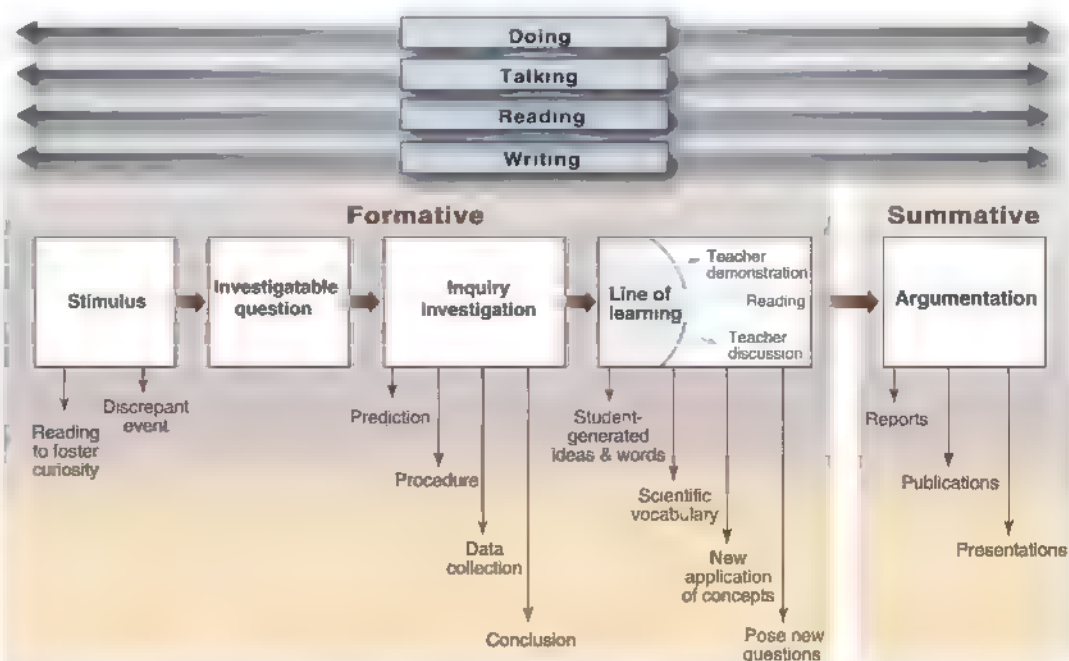 Doing
Talking
Reading
Writing
Formative
Summative
Stimulus
Investigatable
question
Inquiry
Investigation
Line of
learning
Teacher
demonstration
Reading
Teacher
discussion
Argumentation
Reading
to foster
curiosity
Discrepant
event
Prediction
Procedure
Data
collection
Conclusion
Student-
generated
ideas & words
Scientific
vocabulary
New
application
of concepts
Pose new
questions
Reports
Publications
Presentations